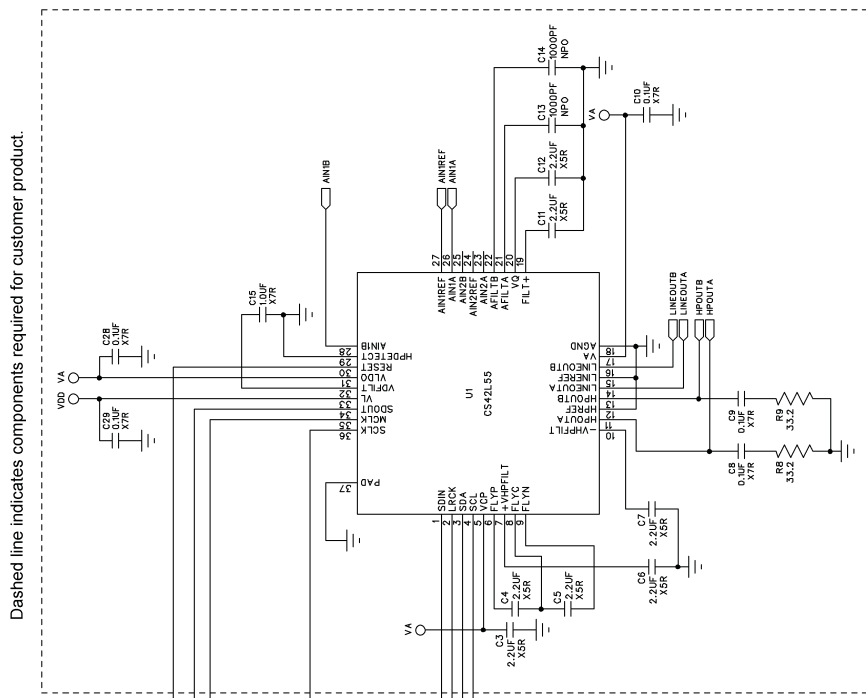 Dashed line indicates components required for customer product.
C14
1000PF
NPO
C13
1000PF
NPO
C12
2.2UF
X5R
C11
2.2UF
X5R
VA
C10
0.1UF
X7R
AIN1B
AIN1REF
AIN1A
27
26
25
24
23
22
21
20
19
AIN1REF
AIN1A
AIN2B
AIN2REF
AIN2A
AFILTB
AFILTA
VQ
FILT+
C15
1.0UF
X7R
VA
C28
0.1UF
X7R
VDD
C29
0.1UF
X7R
28
29
30
31
32
33
34
35
36
37
AIN1B
HPDETECT
RESET
VLDO
VDFILT
VL
SDOUT
MCLK
SCLK
PAD
U1
CS42L55
AGND
VA
LINEOUTB
LINEREF
LINEOUTA
HPOUTB
HPREF
HPOUTA
-VHPFILT
18
17
16
15
14
13
12
11
10
LINEOUTB
LINEOUTA
HPOUTB
HPOUTA
C9
0.1UF
X7R
R9
33.2
C8
0.1UF
X7R
R8
33.2
SDIN
LRCK
SDA
SCL
VCP
FLYP
+VHPFILT
FLYC
FLYN
1
2
3
4
5
6
7
8
9
C7
2.2UF
X5R
C6
2.2UF
X5R
C4
2.2UF
X5R
C5
2.2UF
X5R
VA
C3
2.2UF
X5R